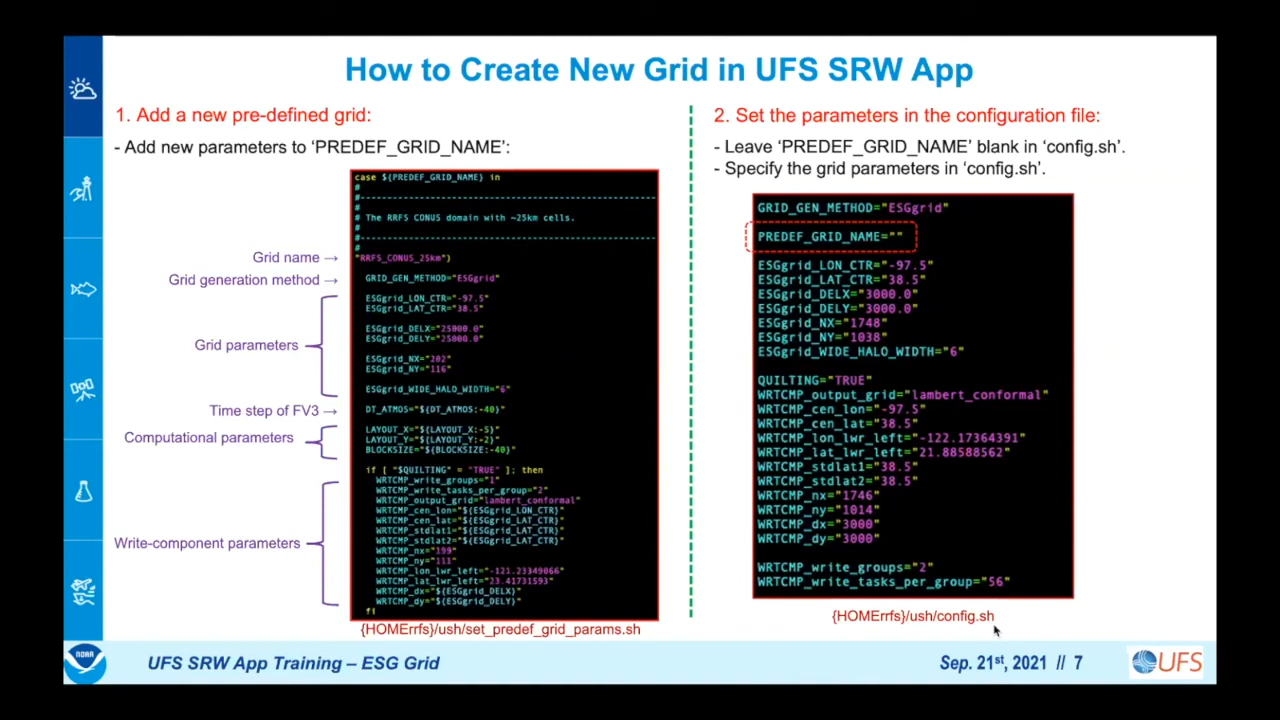 How to Create New Grid in UFS SRW App
1. Add a new pre-defined grid:
- Add new parameters to ‘PREDEF_GRID_NAME’:
case ${PREDEF_GRID_NAME} in
#
#-----------------------------------------------------------------------
#
# The RRFS CONUS domain with ~25km cells.
#
#-----------------------------------------------------------------------
#
"RRFS_CONUS_25km")
GRID_GEN_METHOD="ESGgrid"
ESGgrid_LON_CTR="-97.5"
ESGgrid_LAT_CTR="38.5"
ESGgrid_DELX="25000.0"
ESGgrid_DELY="25000.0"
ESGgrid_NX="202"
ESGgrid_NY="116"
ESGgrid_WIDE_HALO_WIDTH="6"
DT_ATMOS="${DT_ATMOS:-40}"
LAYOUT_X="${LAYOUT_X:-5}"
LAYOUT_Y="${LAYOUT_Y:-2}"
BLOCKSIZE="${BLOCKSIZE:-40}"
if [ "$QUILTING" = "TRUE" ]; then
WRTCMP_write_groups="1"
WRTCMP_write_tasks_per_group="2"
WRTCMP_output_grid="lambert_conformal"
WRTCMP_cen_lon="${ESGgrid_LON_CTR}"
WRTCMP_cen_lat="${ESGgrid_LAT_CTR}"
WRTCMP_stdlat1="${ESGgrid_LAT_CTR}"
WRTCMP_stdlat2="${ESGgrid_LAT_CTR}"
WRTCMP_nx="199"
WRTCMP_ny="111"
WRTCMP_lon_lwr_left="-121.23349066"
WRTCMP_lat_lwr_left="23.41731593"
WRTCMP_dx="${ESGgrid_DELX}"
WRTCMP_dy="${ESGgrid_DELY}"
fi
Grid name →
Grid generation method →
Grid parameters
Time step of FV3 →
Computational parameters
Write-component parameters
{HOMErrfs}/ush/set_predef_grid_params.sh
2. Set the parameters in the configuration file:
- Leave ‘PREDEF_GRID_NAME’ blank in ‘config.sh’.
- Specify the grid parameters in ‘config.sh’.
GRID_GEN_METHOD="ESGgrid"
PREDEF_GRID_NAME=""
ESGgrid_LON_CTR="-97.5"
ESGgrid_LAT_CTR="38.5"
ESGgrid_DELX="3000.0"
ESGgrid_DELY="3000.0"
ESGgrid_NX="1748"
ESGgrid_NY="1038"
ESGgrid_WIDE_HALO_WIDTH="6"
QUILTING="TRUE"
WRTCMP_output_grid="lambert_conformal"
WRTCMP_cen_lon="-97.5"
WRTCMP_cen_lat="38.5"
WRTCMP_lon_lwr_left="-122.17364391"
WRTCMP_lat_lwr_left="21.88588562"
WRTCMP_stdlat1="38.5"
WRTCMP_stdlat2="38.5"
WRTCMP_nx="1746"
WRTCMP_ny="1014"
WRTCMP_dx="3000"
WRTCMP_dy="3000"
WRTCMP_write_groups="2"
WRTCMP_write_tasks_per_group="56"
{HOMErrfs}/ush/config.sh
NOAA
UFS SRW App Training – ESG Grid
Sep. 21st, 2021 // 7
UFS